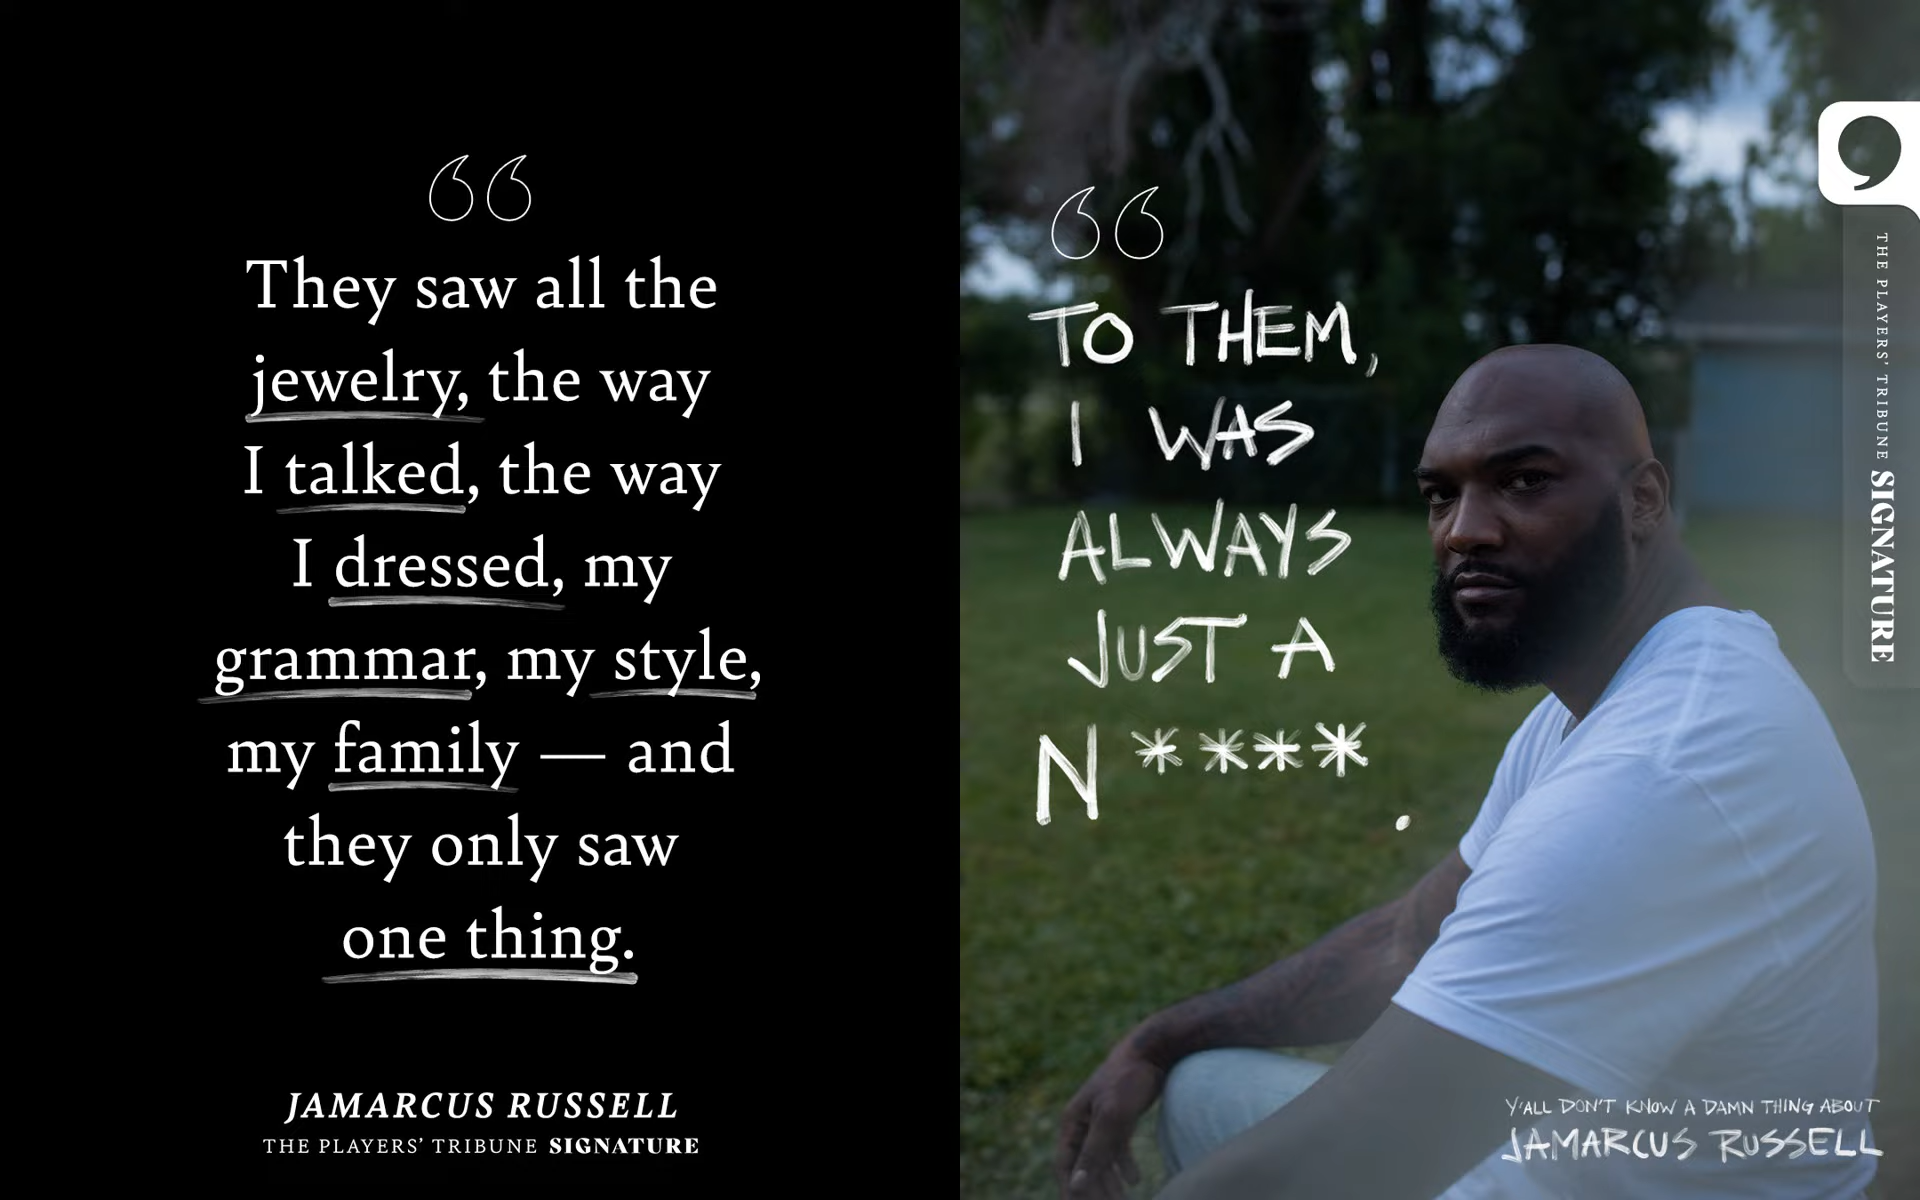 “
They saw all the
jewelry, the way
I talked, the way
I dressed, my
grammar, my style,
my family — and
they only saw
one thing.
JAMARCUS RUSSELL
THE PLAYERS’ TRIBUNE SIGNATURE
“
TO THEM,
I WAS
ALWAYS
JUST A
N****.
THE PLAYERS’ TRIBUNE SIGNATURE
Y'ALL DON'T KNOW A DAMN THING ABOUT
JAMARCUS RUSSELL